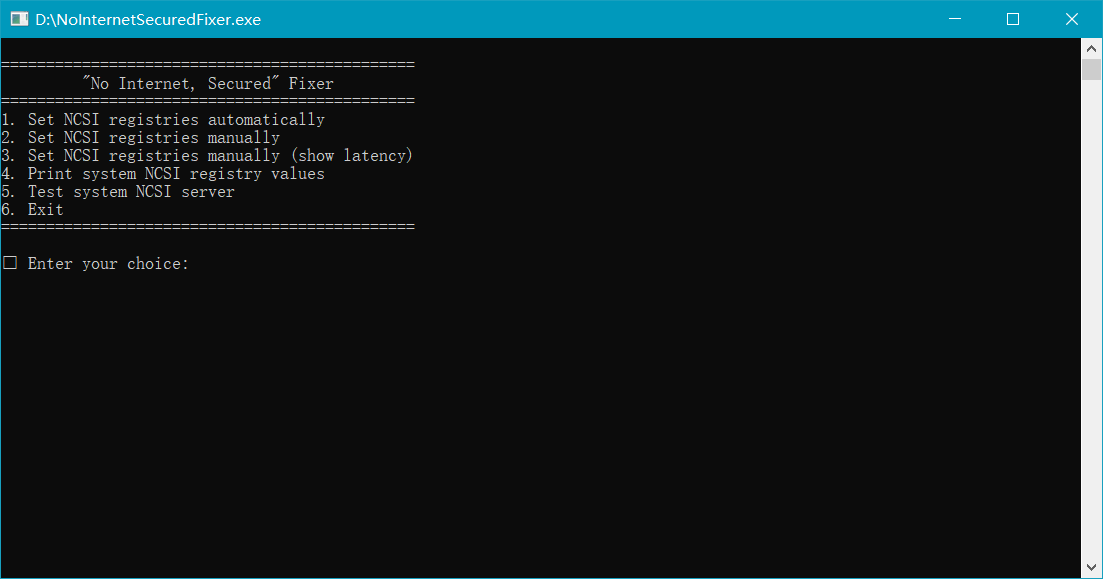 D:\NoInternetSecuredFixer.exe
==============================================
"No Internet, Secured" Fixer
==============================================
1. Set NCSI registries automatically
2. Set NCSI registries manually
3. Set NCSI registries manually (show latency)
4. Print system NCSI registry values
5. Test system NCSI server
6. Exit
==============================================
□ Enter your choice: